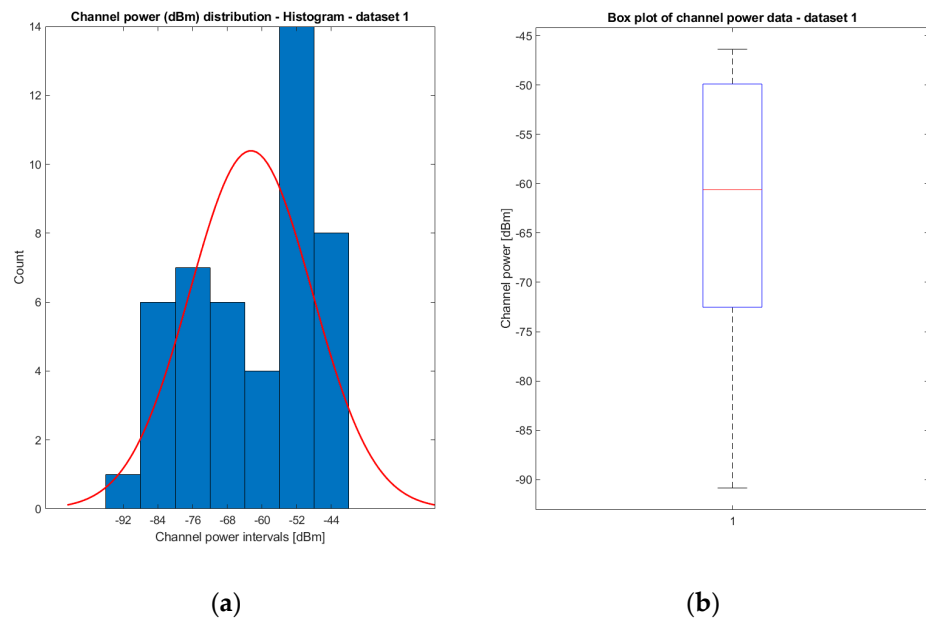 Channel power (dBm) distribution - Histogram - dataset 1
14
12
10
8
6
4
2
0
Count
-92 -84 -76 -68 -60 -52 -44
Channel power intervals [dBm]
(a)
Box plot of channel power data - dataset 1
-45
-50
-55
-60
-65
-70
-75
-80
-85
-90
Channel power [dBm]
1
(b)